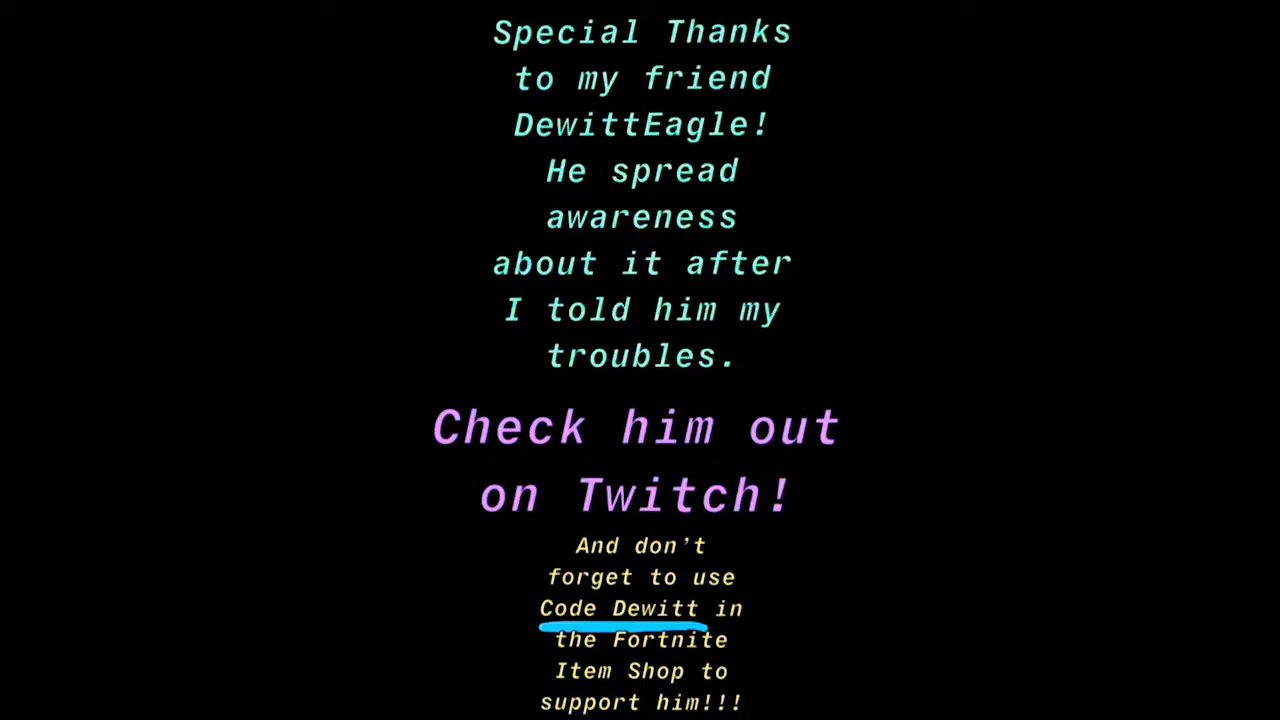 Special Thanks
to my friend
DewittEagle!
He spread
awareness
about it after
I told him my
troubles.
Check him out
on Twitch!
And don’t
forget to use
Code Dewitt in
the Fortnite
Item Shop to
support him!!!